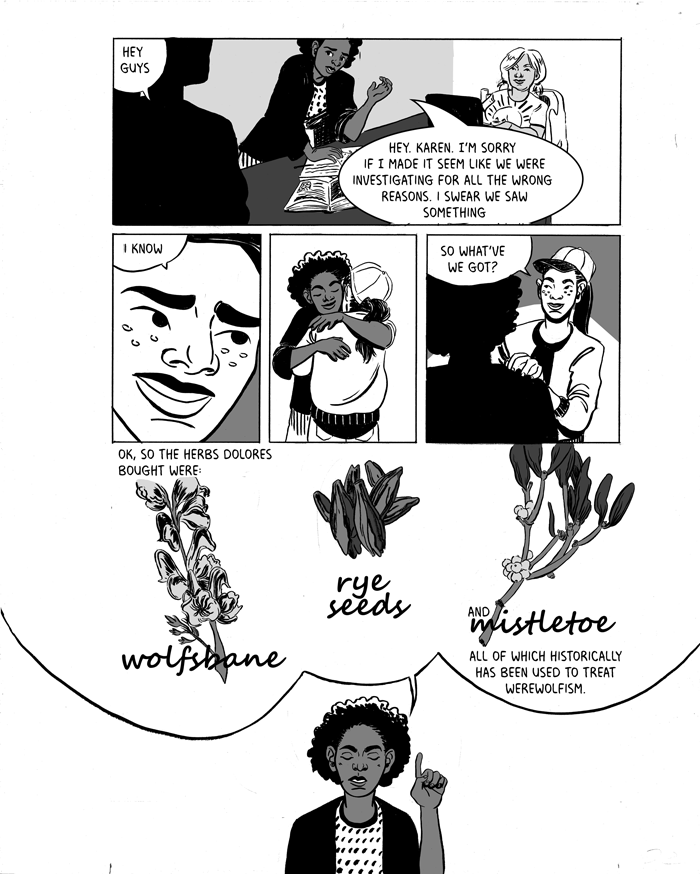 HEY
GUYS
HEY. KAREN. I'M SORRY
IF I MADE IT SEEM LIKE WE WERE
INVESTIGATING FOR ALL THE WRONG
REASONS. I SWEAR WE SAW
SOMETHING
I KNOW
SO WHAT'VE
WE GOT?
OK, SO THE HERBS DOLORES
BOUGHT WERE:
wolfsbane
rye
seeds
AND
mistletoe
ALL OF WHICH HISTORICALLY
HAS BEEN USED TO TREAT
WEREWOLFISM.